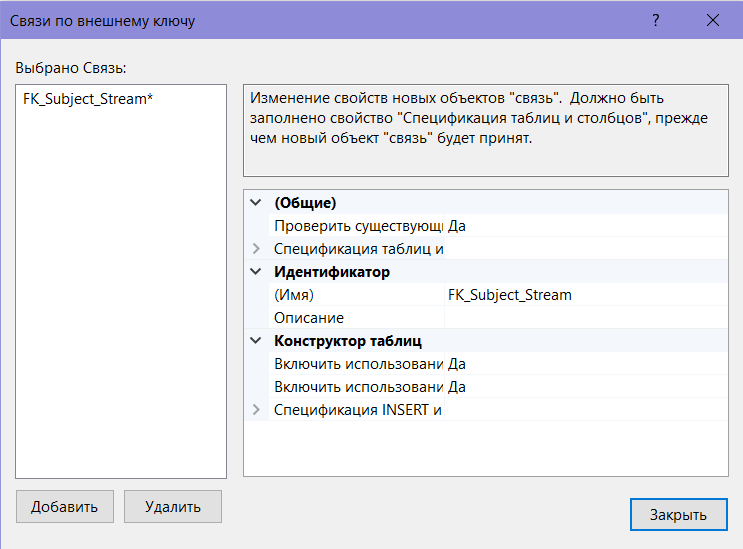 Связи по внешнему ключу
?
Выбрано Связь:
FK_Subject_Stream*
Изменение свойств новых объектов "связь". Должно быть
заполнено свойство "Спецификация таблиц и столбцов", прежде
чем новый объект "связь" будет принят.
(Общие)
Проверить существующ Да
Спецификация таблиц и
Идентификатор
(Имя) FK_Subject_Stream
Описание
Конструктор таблиц
Включить использовани Да
Включить использовани Да
Спецификация INSERT и
Добавить
Удалить
Закрыть